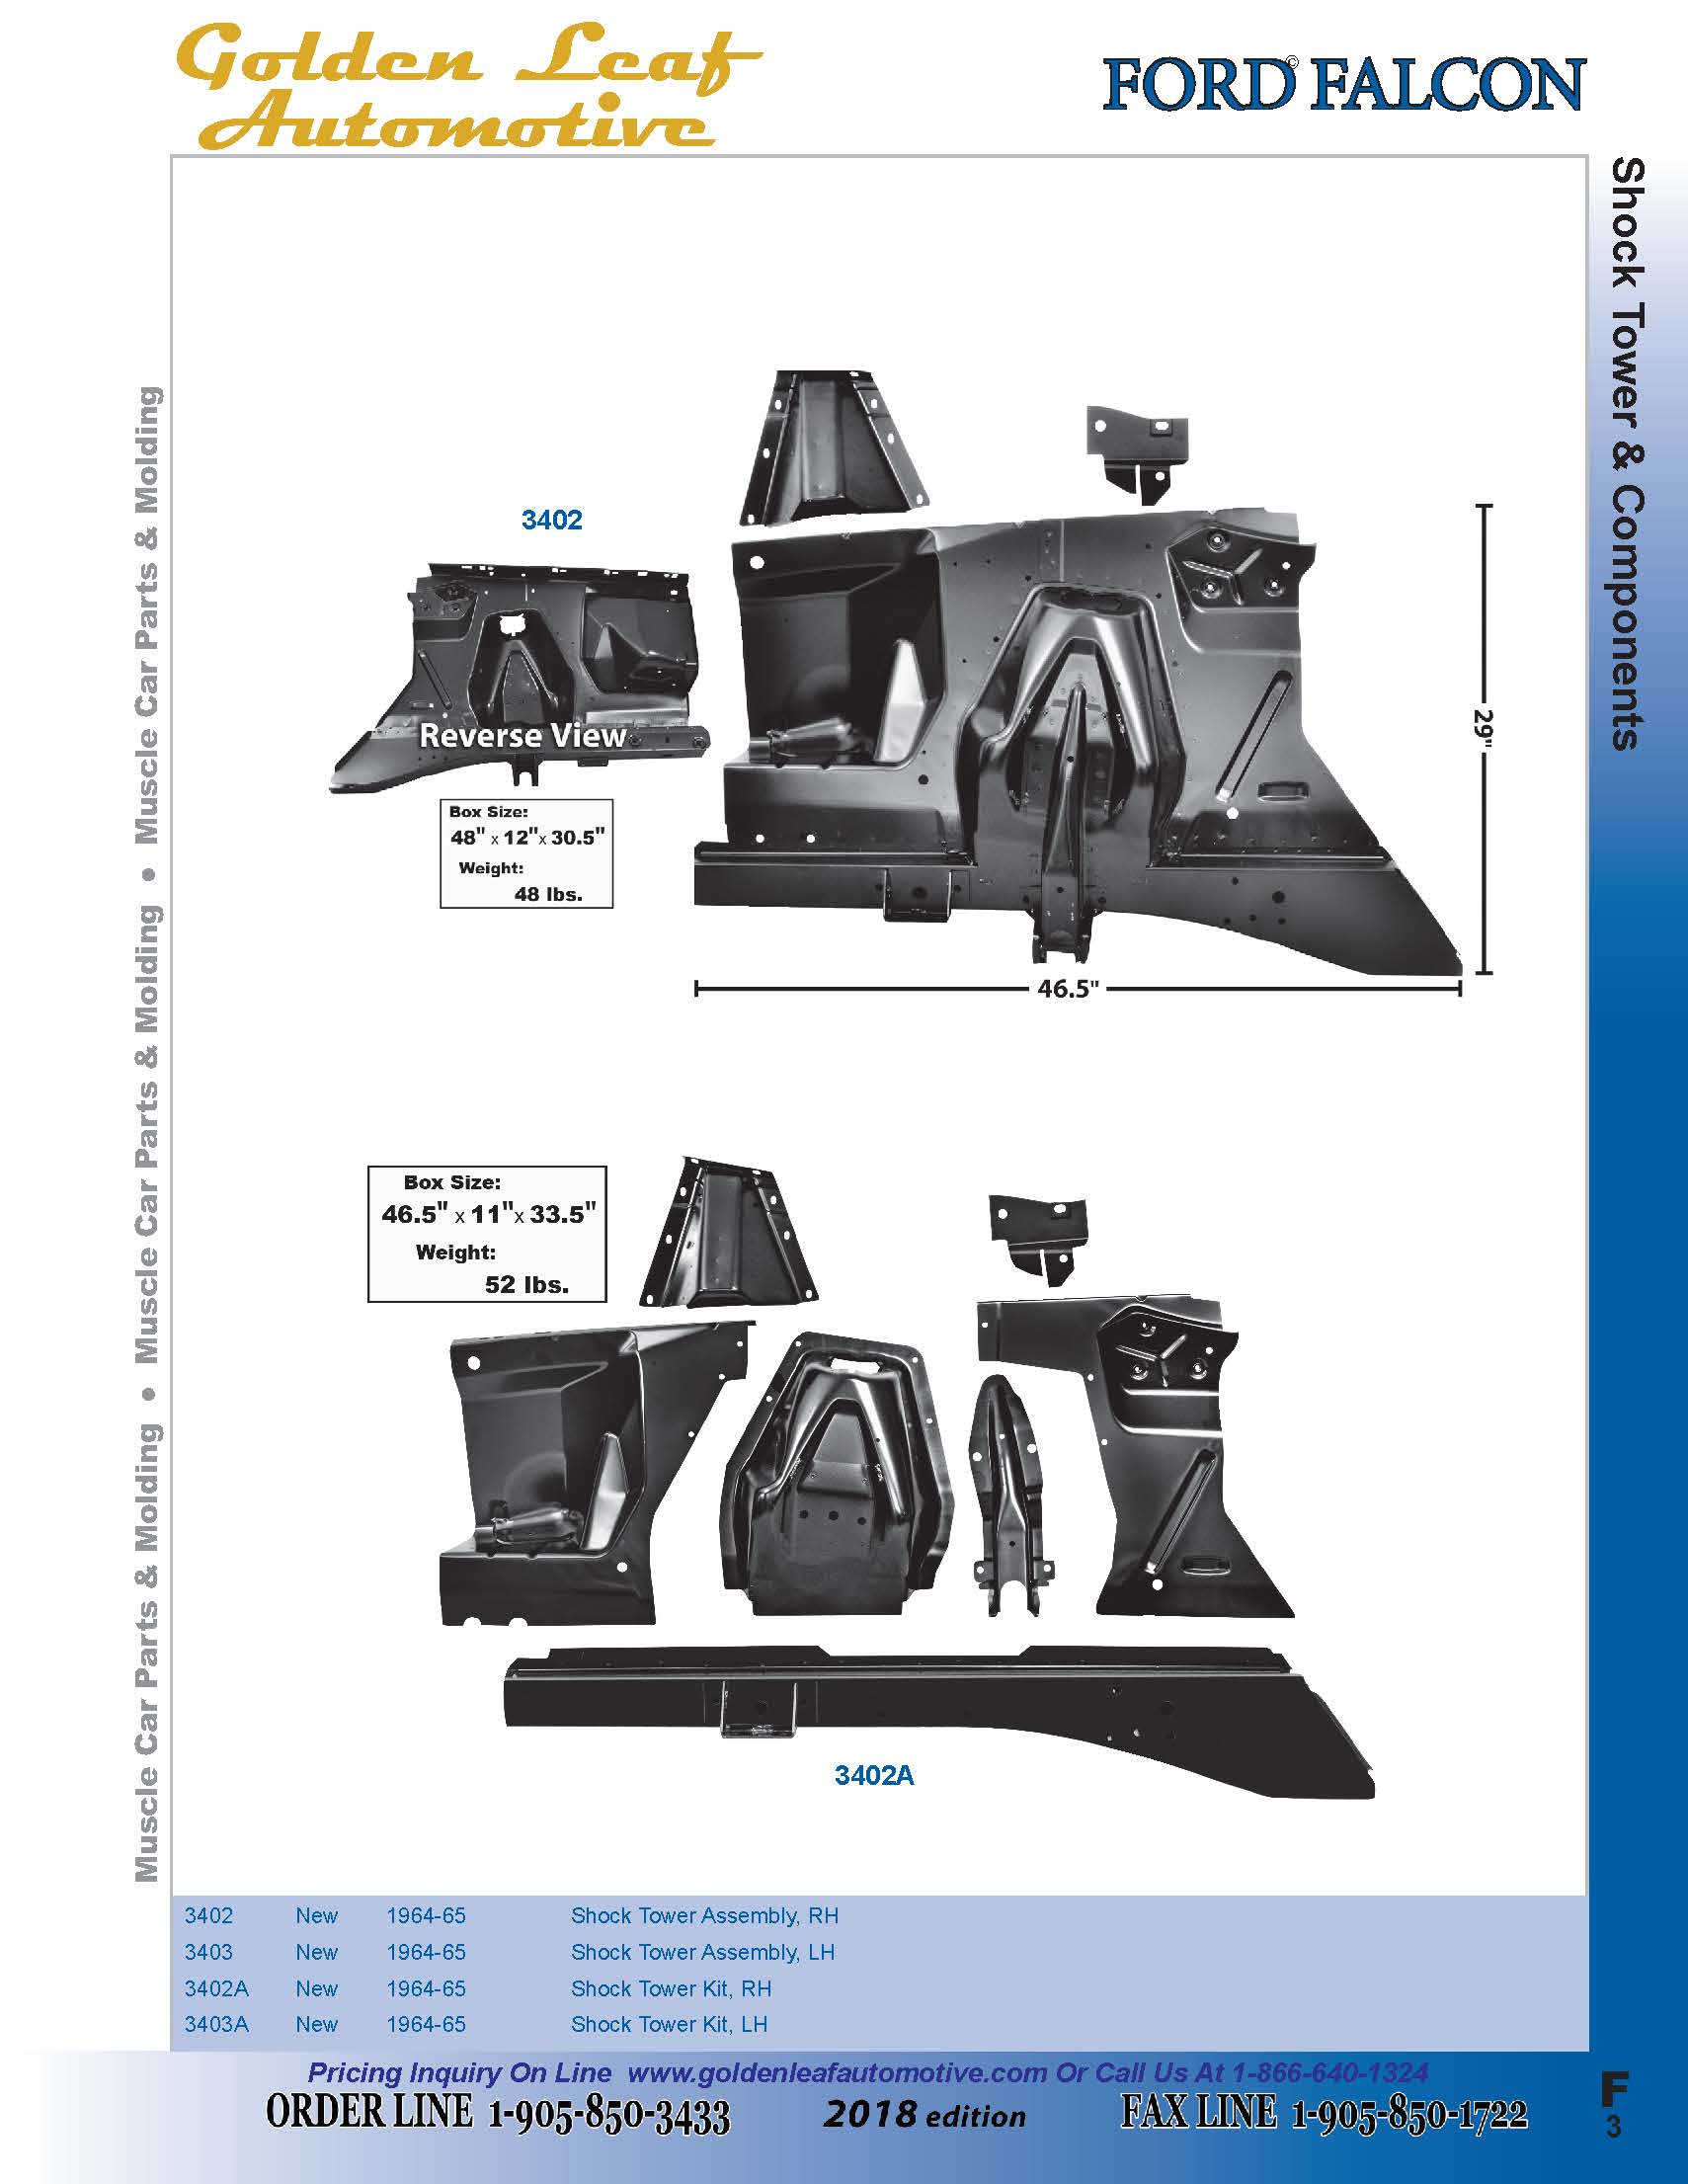 Golden Leaf
Automotive
FORD© FALCON
Shock Tower & Components
Muscle Car Parts & Molding • Muscle Car Parts & Molding • Muscle Car Parts & Molding
3402
Reverse View
Box Size:
48" x 12"x 30.5"
Weight:
48 lbs.
29"
46.5"
Box Size:
46.5" x 11"x 33.5"
Weight:
52 lbs.
3402A
3402 New 1964-65 Shock Tower Assembly, RH
3403 New 1964-65 Shock Tower Assembly, LH
3402A New 1964-65 Shock Tower Kit, RH
3403A New 1964-65 Shock Tower Kit, LH
Pricing Inquiry On Line www.goldenleafautomotive.com Or Call Us At 1-866-640-1324
ORDER LINE 1-905-850-3433 2018 edition FAX LINE 1-905-850-1722
F
3